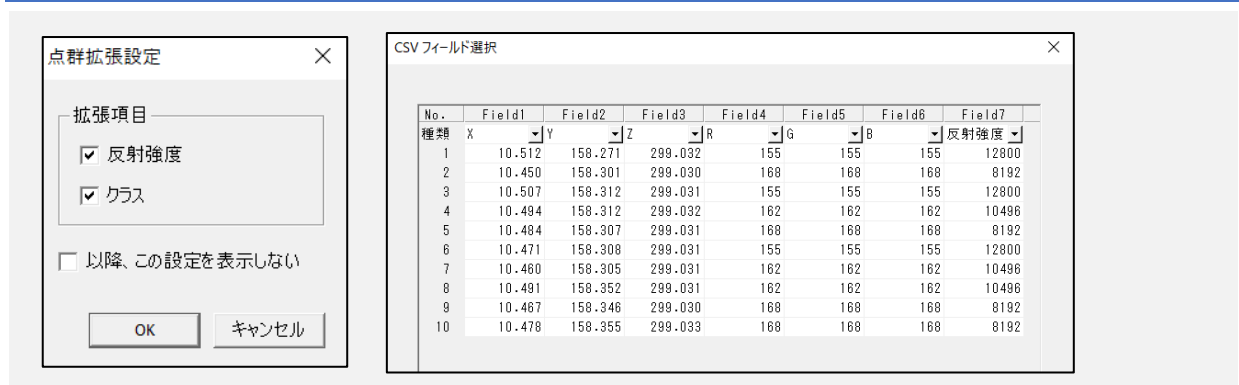 点群拡張設定
拡張項目
反射強度
クラス
以降、この設定を表示しない
OK キャンセル
CSV フィールド選択
No. Field1 Field2 Field3 Field4 Field5 Field6 Field7
種類 X Y Z R G B 反射強度
1 10.512 158.271 299.032 155 155 155 12800
2 10.450 158.301 299.030 168 168 168 8192
3 10.507 158.312 299.031 155 155 155 12800
4 10.494 158.312 299.032 162 162 162 10496
5 10.484 158.307 299.031 168 168 168 8192
6 10.471 158.308 299.031 155 155 155 12800
7 10.460 158.305 299.031 162 162 162 10496
8 10.491 158.352 299.031 162 162 162 10496
9 10.467 158.346 299.030 168 168 168 8192
10 10.478 158.355 299.033 168 168 168 8192